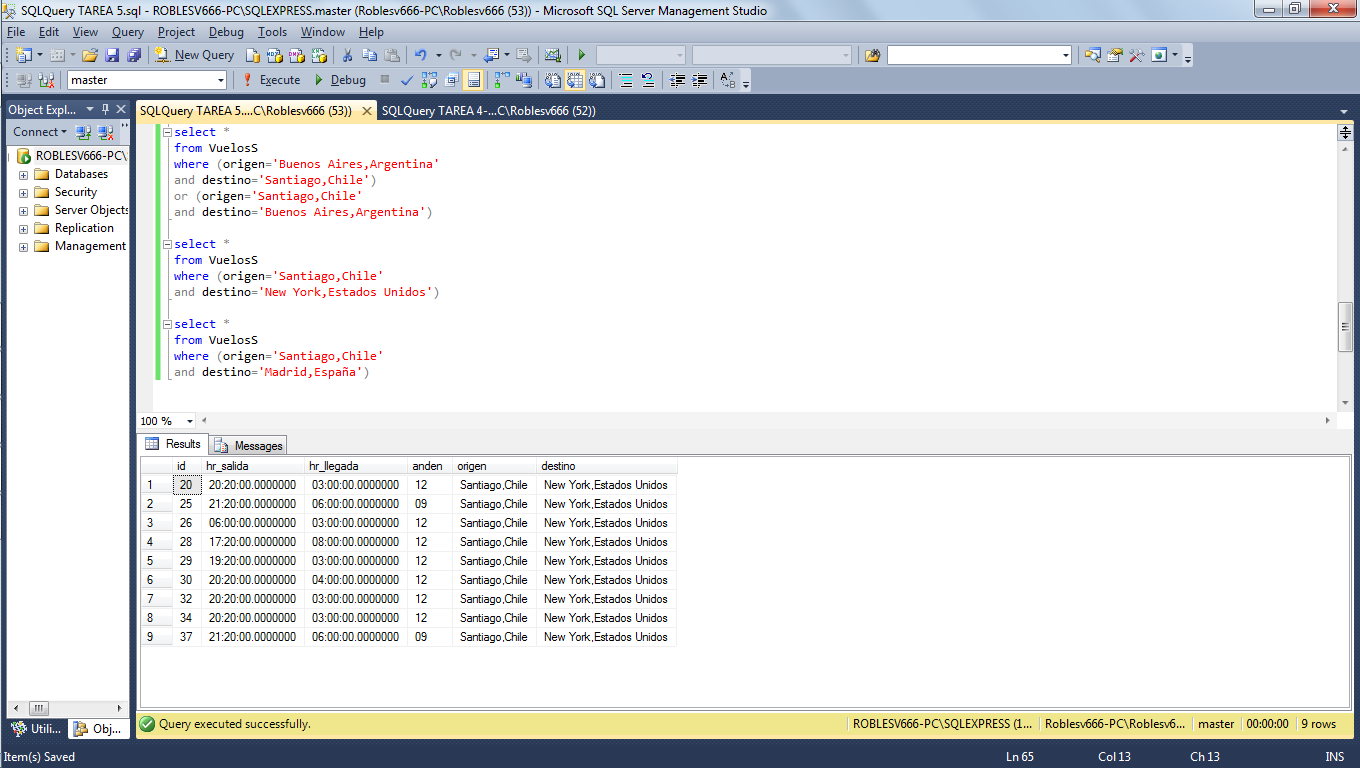 SQLQuery TAREA 5.sql - ROBLESV666-PC\SQLEXPRESS.master (Roblesv666-PC\Roblesv666 (53)) - Microsoft SQL Server Management Studio
File Edit View Query Project Debug Tools Window Help
New Query
master Execute Debug
Object Expl...
SQLQuery TAREA 5....C\Roblesv666 (53)) SQLQuery TAREA 4-...C\Roblesv666 (52))
Connect
ROBLESV666-PC\
Databases
Security
Server Objects
Replication
Management
select *
from VuelosS
where (origen='Buenos Aires,Argentina'
and destino='Santiago,Chile')
or (origen='Santiago,Chile'
and destino='Buenos Aires,Argentina')
select *
from VuelosS
where (origen='Santiago,Chile'
and destino='New York,Estados Unidos')
select *
from VuelosS
where (origen='Santiago,Chile'
and destino='Madrid,España')
100 %
Results Messages
id hr_salida hr_llegada anden origen destino
1 20 20:20:00.0000000 03:00:00.0000000 12 Santiago,Chile New York,Estados Unidos
2 25 21:20:00.0000000 06:00:00.0000000 09 Santiago,Chile New York,Estados Unidos
3 26 06:00:00.0000000 03:00:00.0000000 12 Santiago,Chile New York,Estados Unidos
4 28 17:20:00.0000000 08:00:00.0000000 12 Santiago,Chile New York,Estados Unidos
5 29 19:20:00.0000000 03:00:00.0000000 12 Santiago,Chile New York,Estados Unidos
6 30 20:20:00.0000000 04:00:00.0000000 12 Santiago,Chile New York,Estados Unidos
7 32 20:20:00.0000000 03:00:00.0000000 12 Santiago,Chile New York,Estados Unidos
8 34 20:20:00.0000000 03:00:00.0000000 12 Santiago,Chile New York,Estados Unidos
9 37 21:20:00.0000000 06:00:00.0000000 09 Santiago,Chile New York,Estados Unidos
Utili... Obj...
Query executed successfully. ROBLESV666-PC\SQLEXPRESS (1... Roblesv666-PC\Roblesv6... master 00:00:00 9 rows
Item(s) Saved Ln 65 Col 13 Ch 13 INS